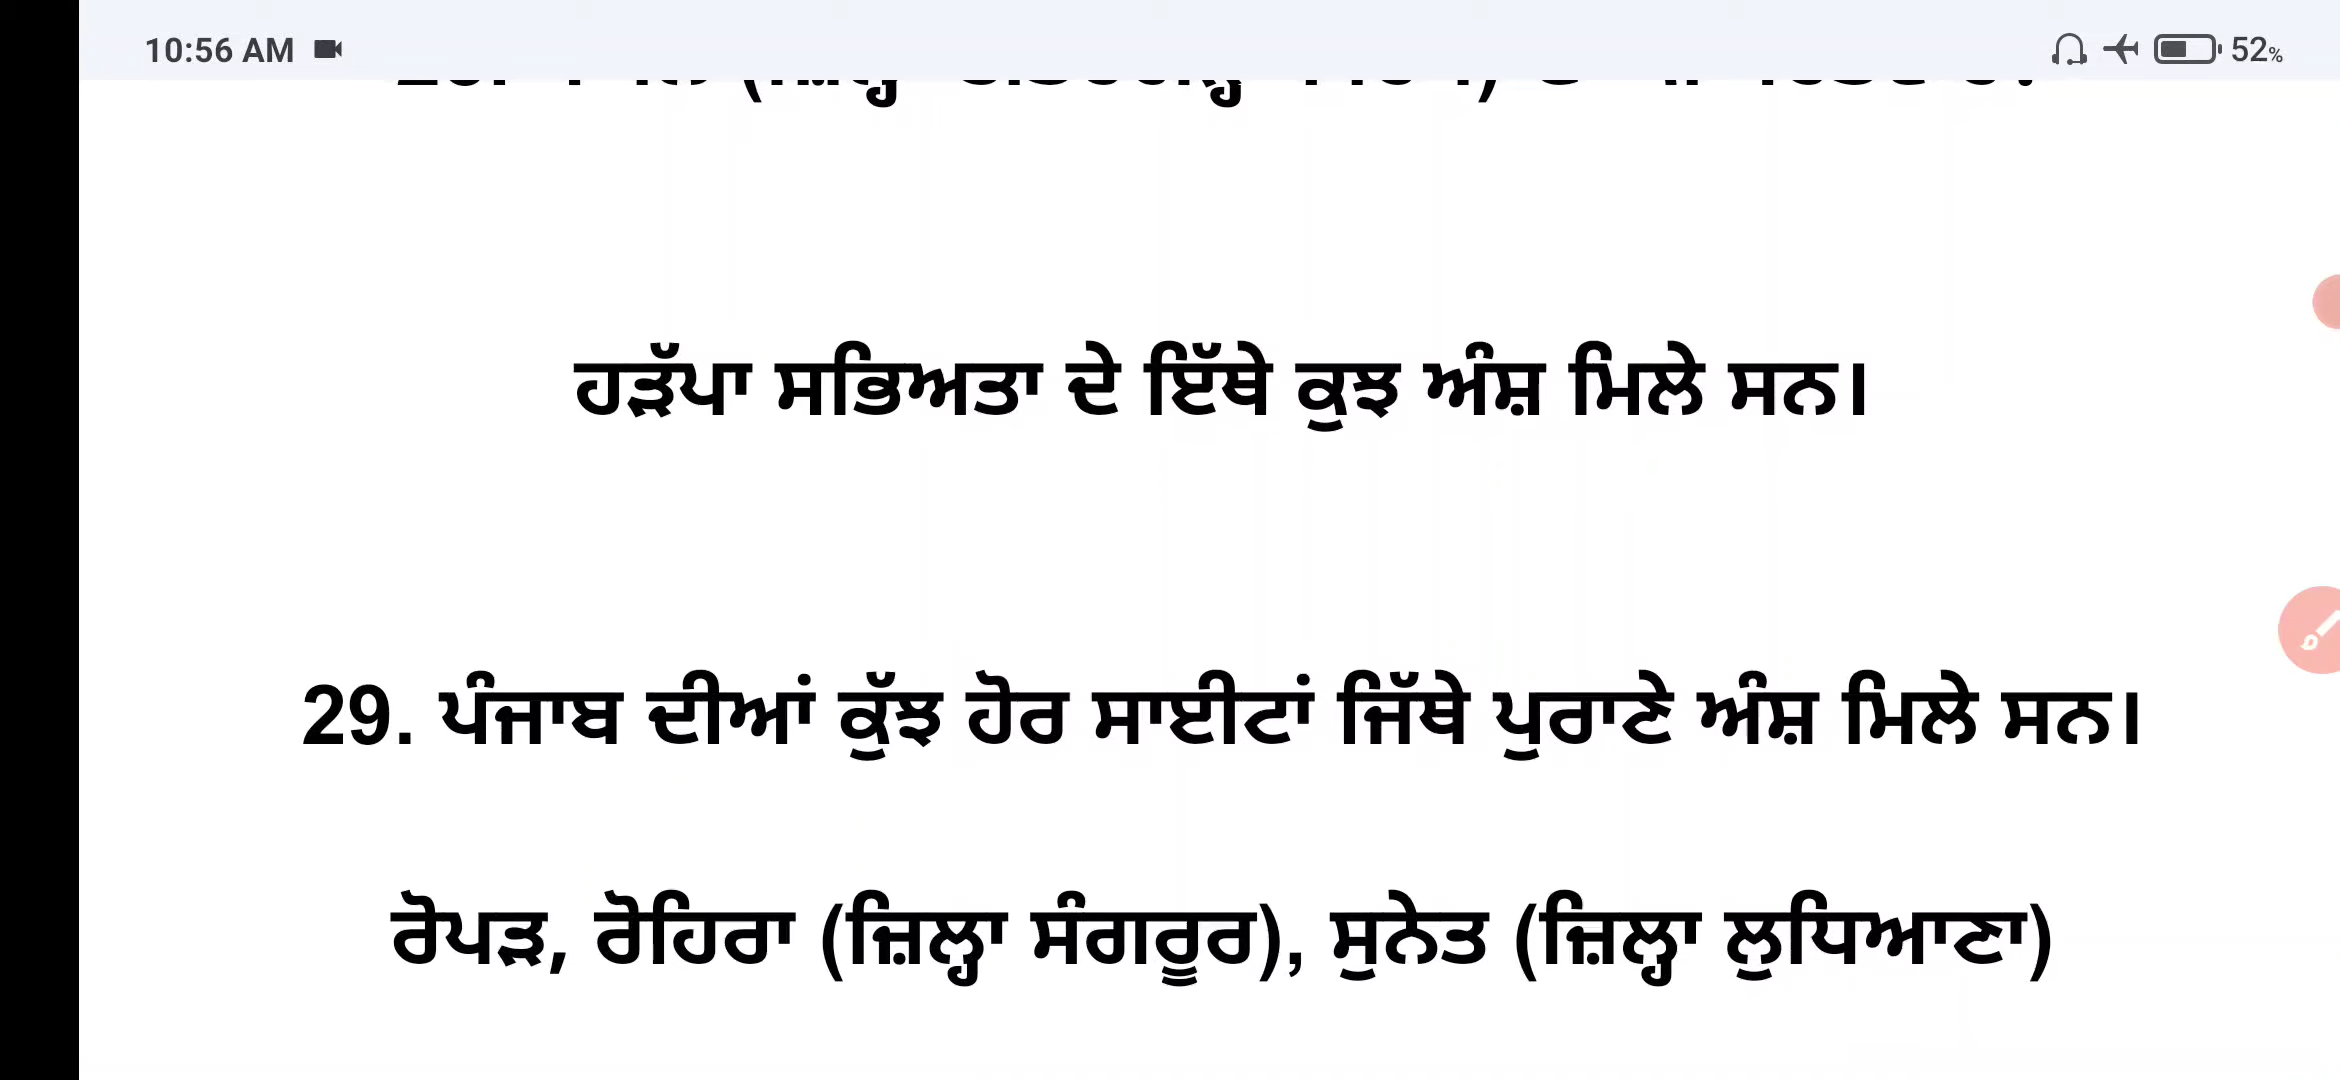 10:56 AM 52%
ਹੜੱਪਾ ਸਭਿਅਤਾ ਦੇ ਇੱਥੇ ਕੁਝ ਅੰਸ਼ ਮਿਲੇ ਸਨ।
29. ਪੰਜਾਬ ਦੀਆਂ ਕੁੱਝ ਹੋਰ ਸਾਈਟਾਂ ਜਿੱਥੇ ਪੁਰਾਣੇ ਅੰਸ਼ ਮਿਲੇ ਸਨ।
ਰੋਪੜ, ਰੋਹਿਰਾ (ਜ਼ਿਲ੍ਹਾ ਸੰਗਰੂਰ), ਸੁਨੇਤ (ਜ਼ਿਲ੍ਹਾ ਲੁਧਿਆਣਾ)